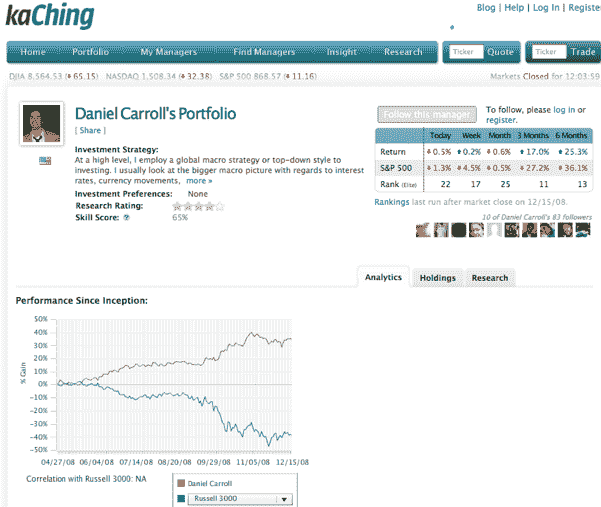 kaChing
Blog | Help | Log In | Register
Home Portfolio My Managers Find Managers Insight Research Ticker Quote Ticker Trade
DJIA 8,564.53 (⬇ 65.15) NASDAQ 1,508.34 (⬇ 32.38) S&P 500 868.57 (⬇ 11.16) Markets Closed for 12:03:59
Daniel Carroll's Portfolio
[ Share ]
Follow this manager
To follow, please log in or
register.
Investment Strategy:
At a high level, I employ a global macro strategy or top-down style to
investing. I usually look at the bigger macro picture with regards to interest
rates, currency movements, more »
Investment Preferences: None
Research Rating:
Skill Score: 65%
Today Week Month 3 Months 6 Months
Return 0.5% 0.2% 0.6% 17.0% 25.3%
S&P 500 1.3% 4.5% 0.5% 27.2% 36.1%
Rank (Elite) 22 17 25 11 13
Rankings last run after market close on 12/15/08.
10 of Daniel Carroll's 83 followers
Analytics Holdings Research
Performance Since Inception:
50%
40%
30%
20%
10%
0%
-10%
-20%
-30%
-40%
-50%
% Gain
04/27/08 06/04/08 07/14/08 08/20/08 09/29/08 11/05/08 12/15/08
Correlation with Russell 3000: NA
Daniel Carroll
Russell 3000